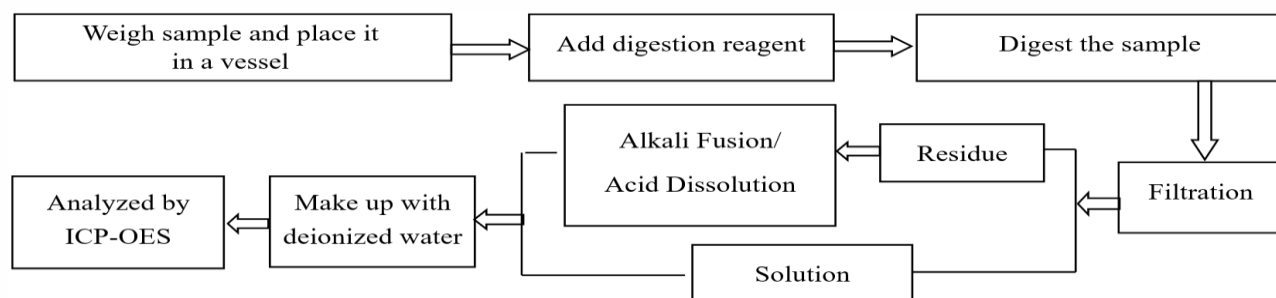 Weigh sample and place it
in a vessel
Add digestion reagent
Digest the sample
Filtration
Residue
Alkali Fusion/
Acid Dissolution
Solution
Make up with
deionized water
Analyzed by
ICP-OES